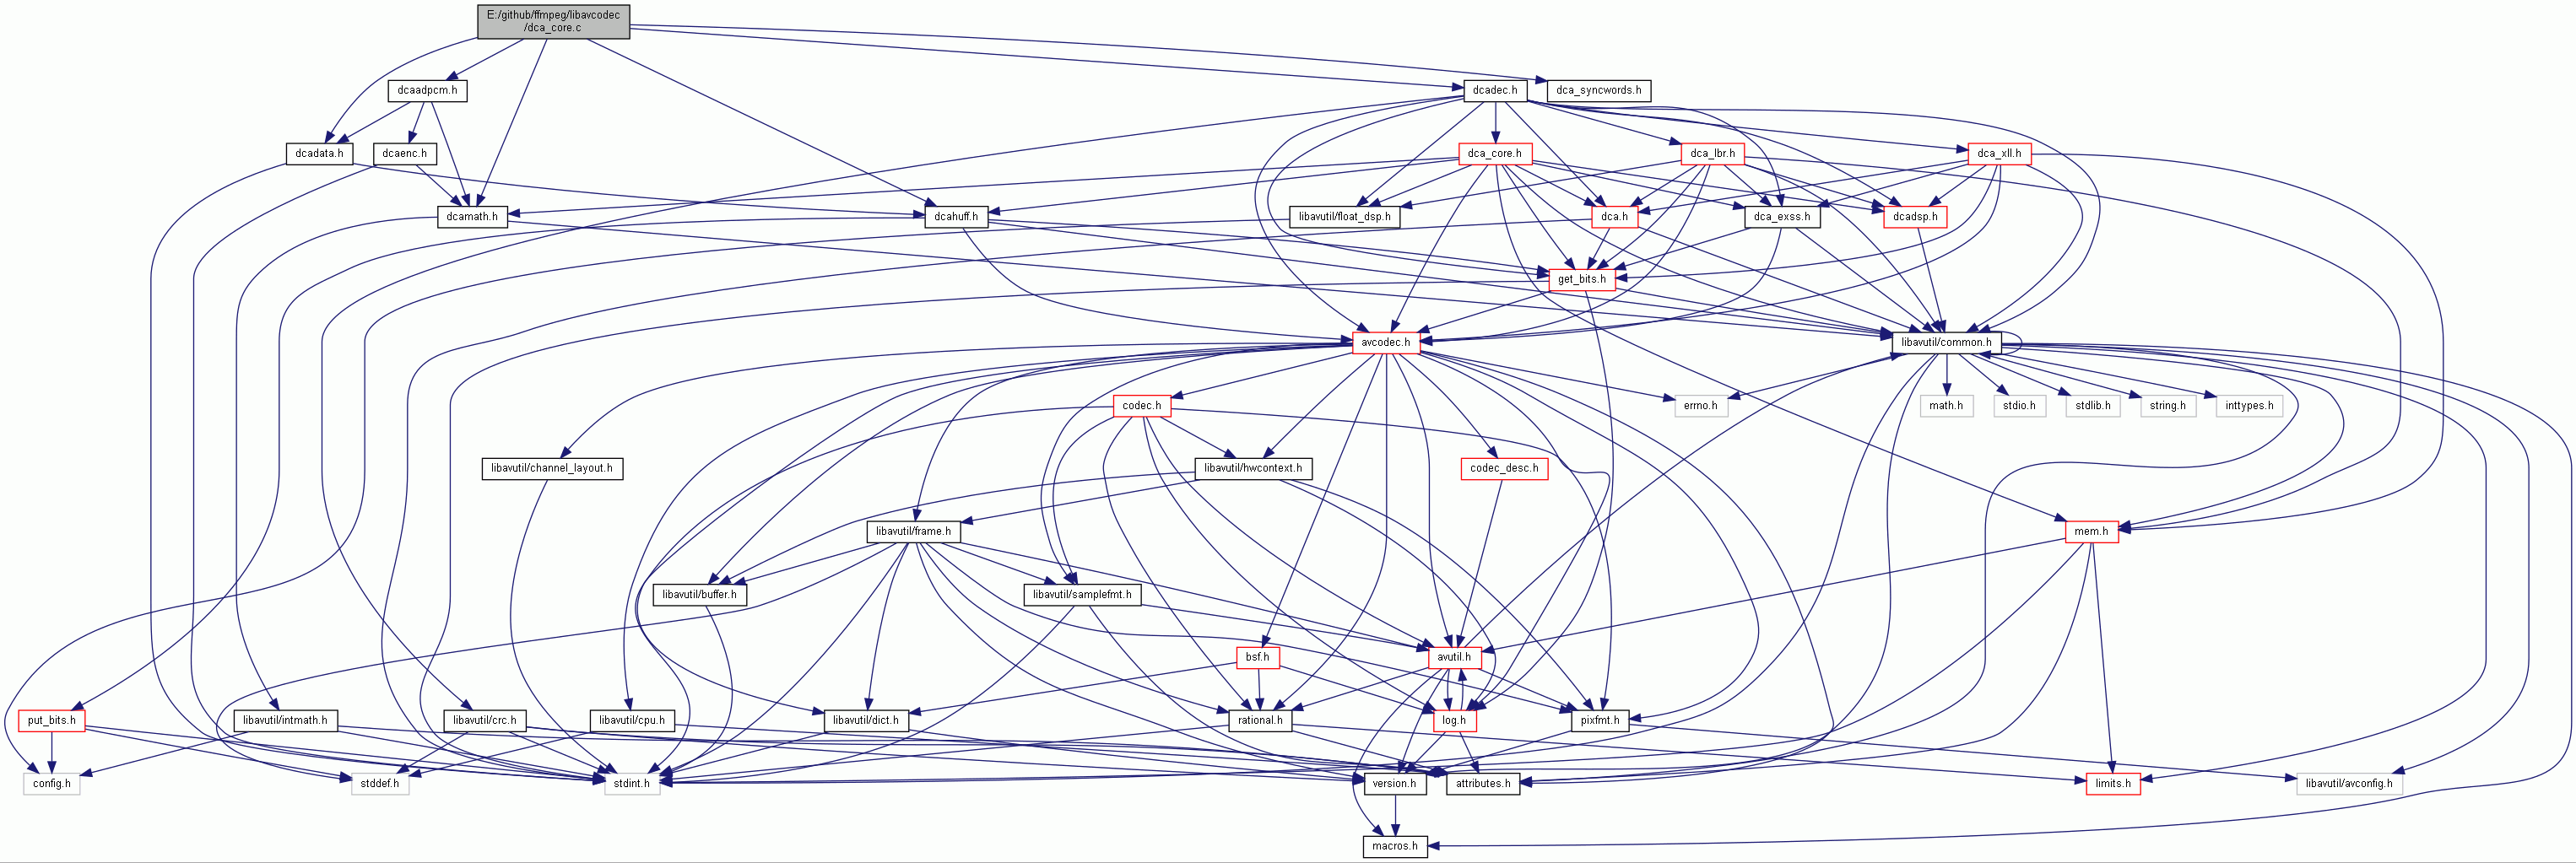 E:/github/ffmpeg/libavcodec
/dca_core.c
dcaadpcm.h
dcadec.h
dca_syncwords.h
dcadata.h
dcaenc.h
dca_core.h
dca_lbr.h
dca_xll.h
dcamath.h
dcahuff.h
libavutil/float_dsp.h
dca.h
dca_exss.h
dcadsp.h
get_bits.h
avcodec.h
libavutil/common.h
codec.h
errno.h
math.h
stdio.h
stdlib.h
string.h
inttypes.h
libavutil/channel_layout.h
libavutil/hwcontext.h
codec_desc.h
libavutil/frame.h
mem.h
libavutil/buffer.h
libavutil/samplefmt.h
bsf.h
avutil.h
put_bits.h
libavutil/intmath.h
libavutil/crc.h
libavutil/cpu.h
libavutil/dict.h
rational.h
log.h
pixfmt.h
config.h
stddef.h
stdint.h
version.h
attributes.h
limits.h
libavutil/avconfig.h
macros.h